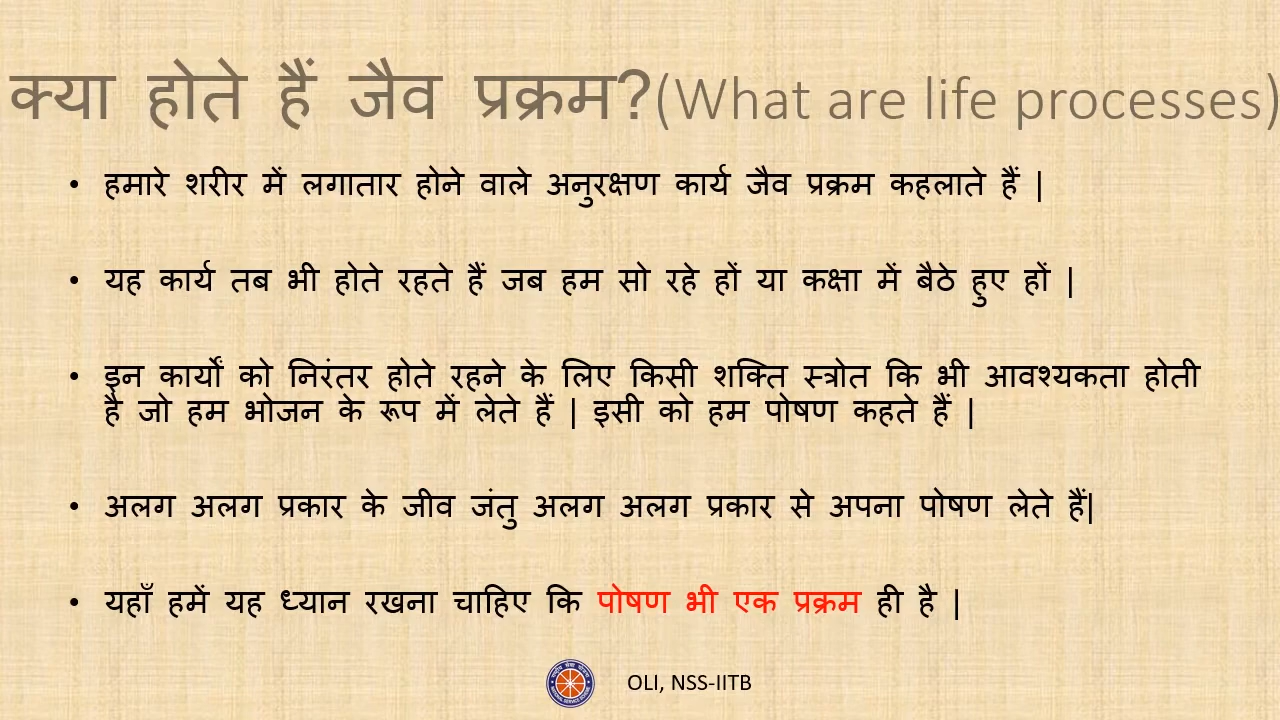 क्या होते हैं जैव प्रक्रम?(What are life processes)
• हमारे शरीर में लगातार होने वाले अनुरक्षण कार्य जैव प्रक्रम कहलाते हैं |
• यह कार्य तब भी होते रहते हैं जब हम सो रहे हों या कक्षा में बैठे हुए हों |
• इन कार्यों को निरंतर होते रहने के लिए किसी शक्ति स्त्रोत कि भी आवश्यकता होती
है जो हम भोजन के रूप में लेते हैं | इसी को हम पोषण कहते हैं |
• अलग अलग प्रकार के जीव जंतु अलग अलग प्रकार से अपना पोषण लेते हैं|
• यहाँ हमें यह ध्यान रखना चाहिए कि पोषण भी एक प्रक्रम ही है |
OLI, NSS-IITB